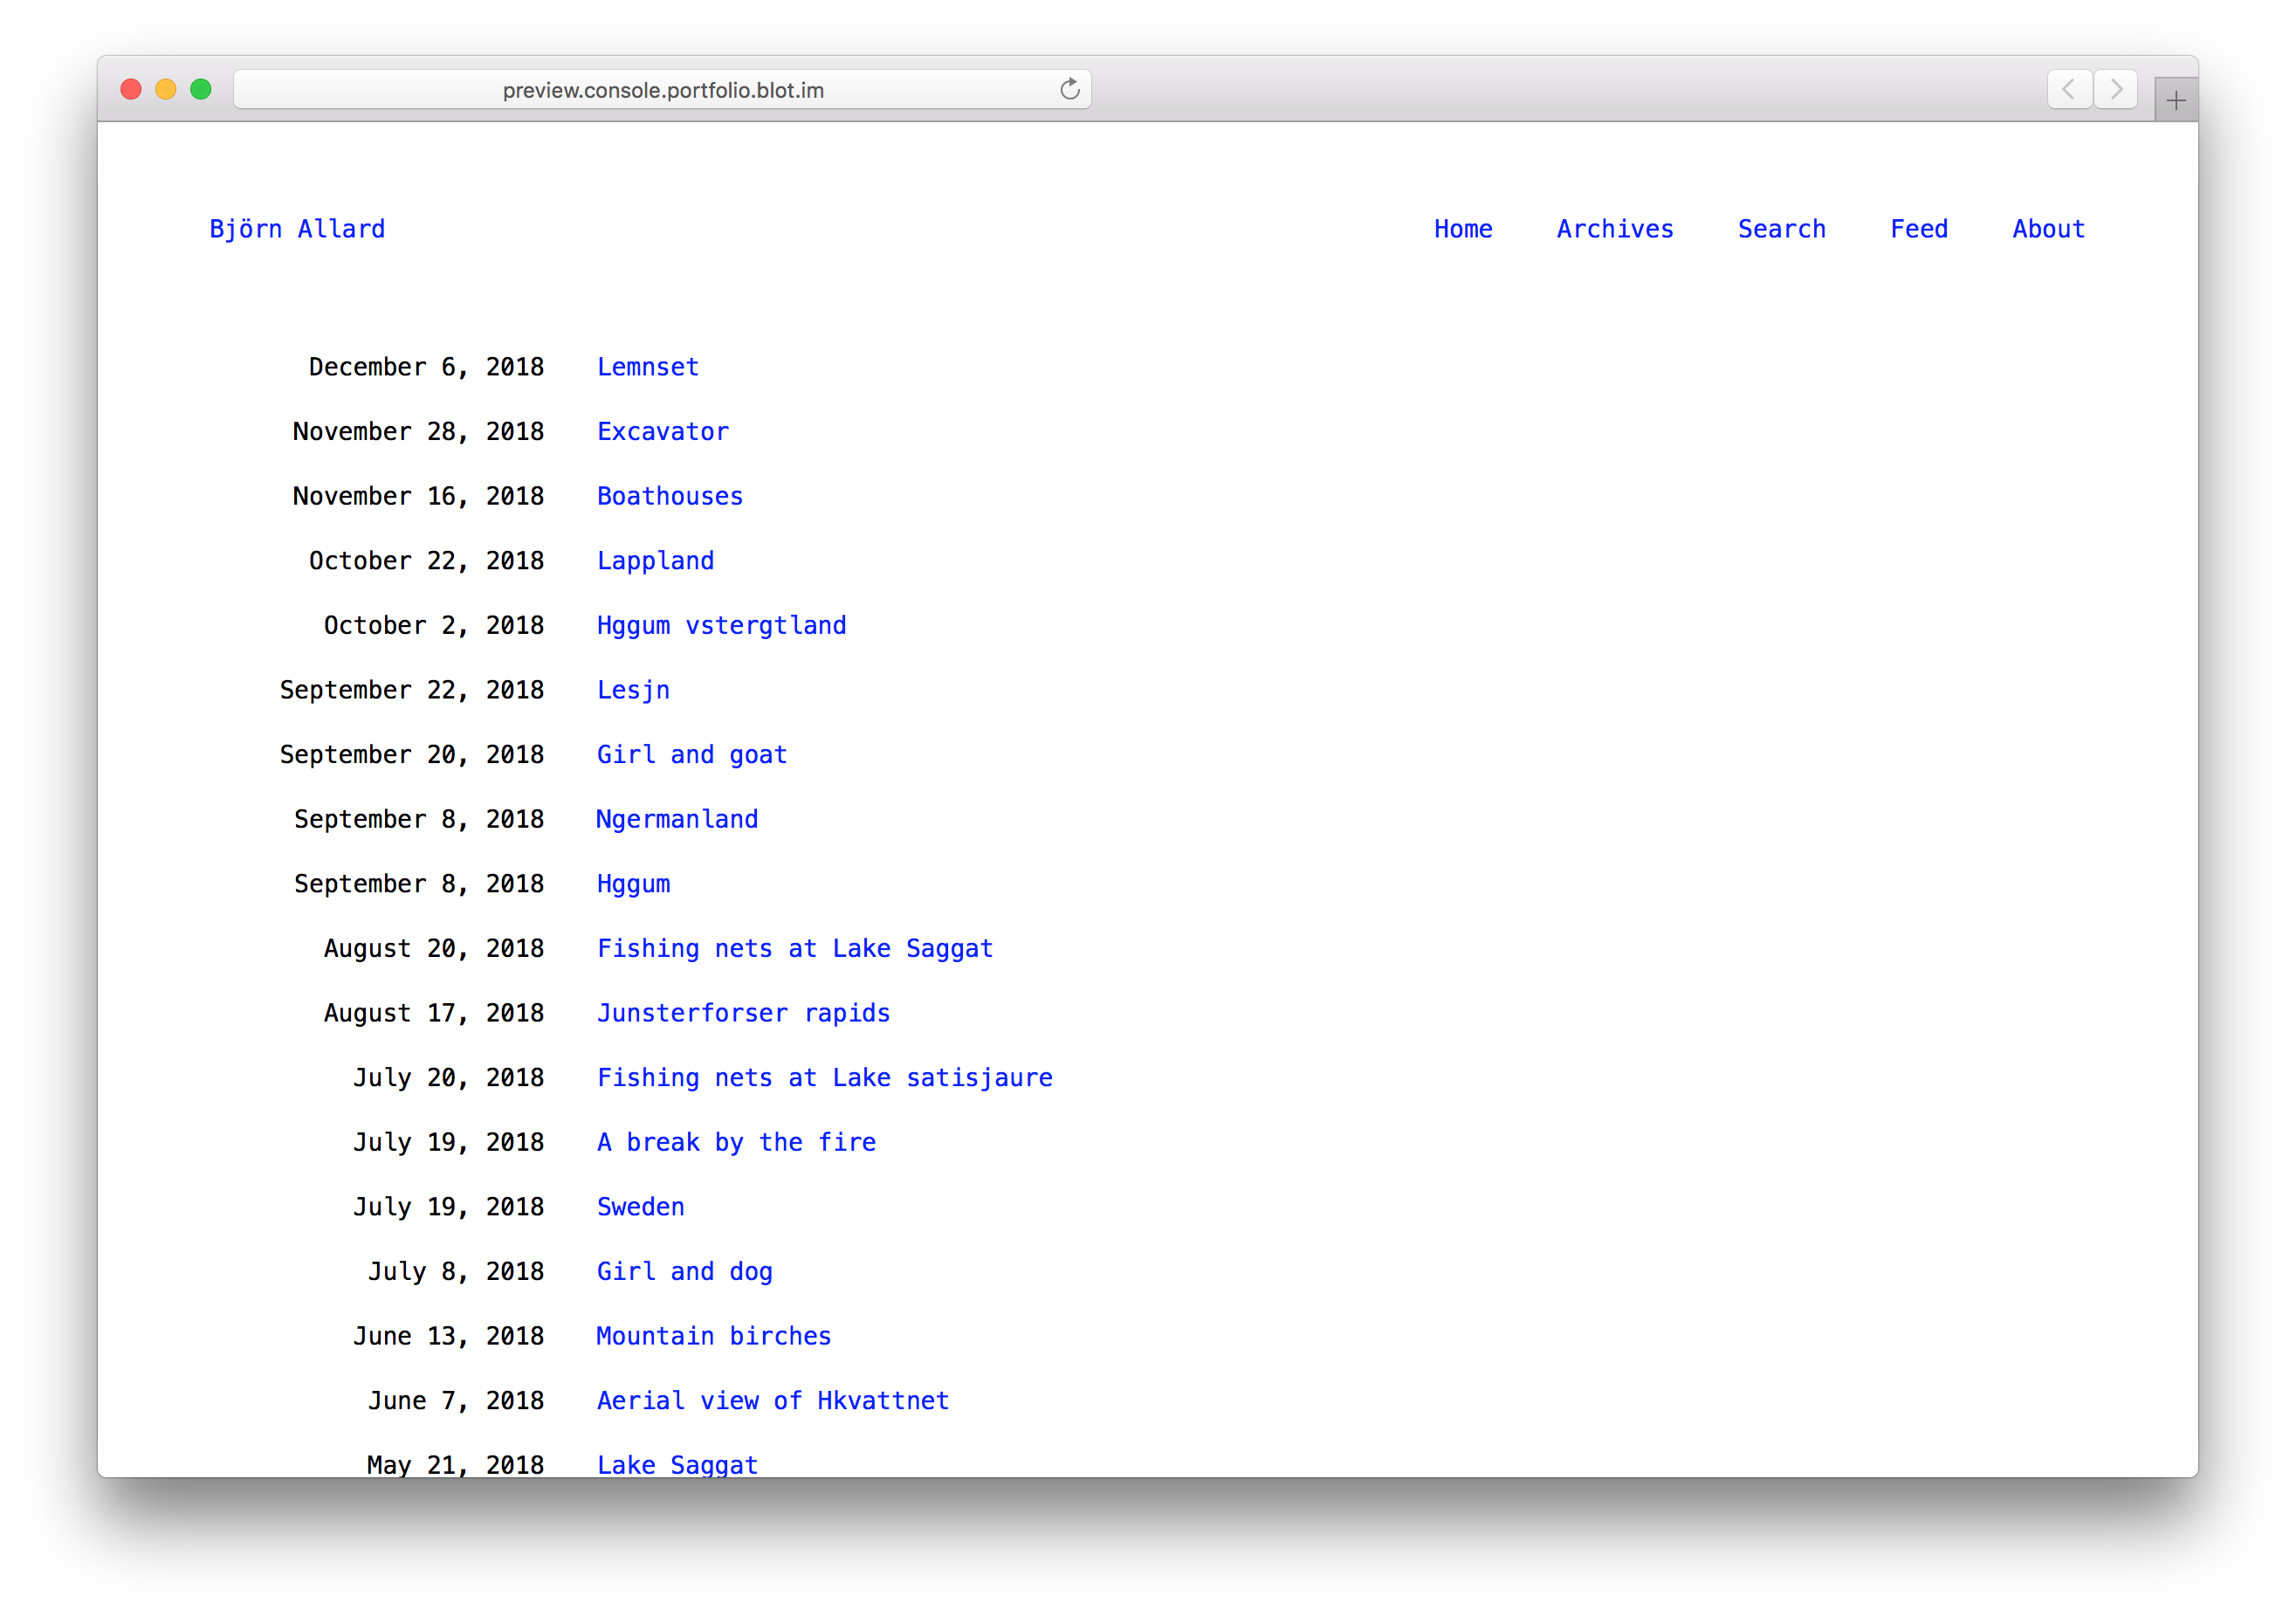 preview.console.portfolio.blot.im
Björn Allard Home Archives Search Feed About
December 6, 2018 Lemnset
November 28, 2018 Excavator
November 16, 2018 Boathouses
October 22, 2018 Lappland
October 2, 2018 Hggum vstergtland
September 22, 2018 Lesjn
September 20, 2018 Girl and goat
September 8, 2018 Ngermanland
September 8, 2018 Hggum
August 20, 2018 Fishing nets at Lake Saggat
August 17, 2018 Junsterforser rapids
July 20, 2018 Fishing nets at Lake satisjaure
July 19, 2018 A break by the fire
July 19, 2018 Sweden
July 8, 2018 Girl and dog
June 13, 2018 Mountain birches
June 7, 2018 Aerial view of Hkvattnet
May 21, 2018 Lake Saggat